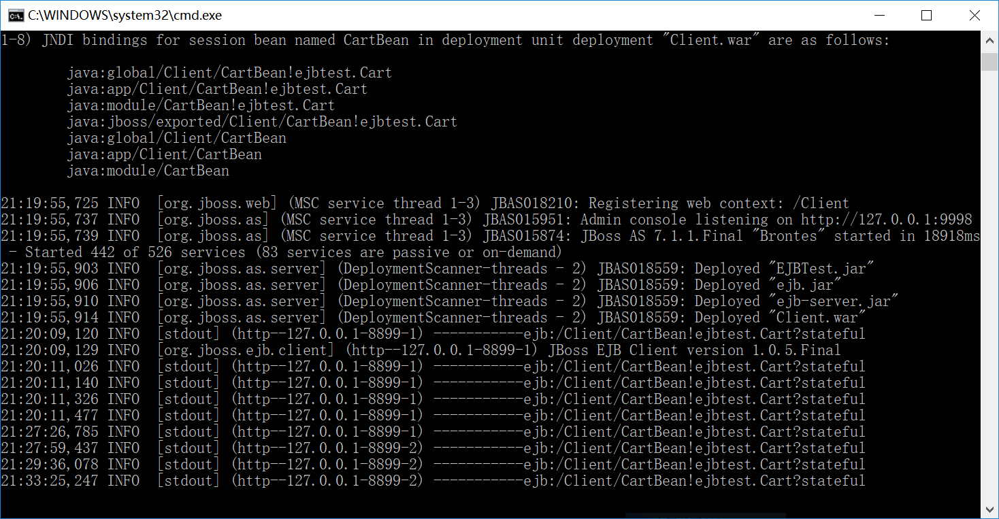 C:\WINDOWS\system32\cmd.exe
1-8) JNDI bindings for session bean named CartBean in deployment unit deployment "Client.war" are as follows:
java:global/Client/CartBean!ejbtest.Cart
java:app/Client/CartBean!ejbtest.Cart
java:module/CartBean!ejbtest.Cart
java:jboss/exported/Client/CartBean!ejbtest.Cart
java:global/Client/CartBean
java:app/Client/CartBean
java:module/CartBean
21:19:55,725 INFO  [org.jboss.web] (MSC service thread 1-3) JBAS018210: Registering web context: /Client
21:19:55,737 INFO  [org.jboss.as] (MSC service thread 1-3) JBAS015951: Admin console listening on http://127.0.0.1:9998
21:19:55,739 INFO  [org.jboss.as] (MSC service thread 1-3) JBAS015874: JBoss AS 7.1.1.Final "Brontes" started in 18918ms
- Started 442 of 526 services (83 services are passive or on-demand)
21:19:55,903 INFO  [org.jboss.as.server] (DeploymentScanner-threads - 2) JBAS018559: Deployed "EJBTest.jar"
21:19:55,906 INFO  [org.jboss.as.server] (DeploymentScanner-threads - 2) JBAS018559: Deployed "ejb.jar"
21:19:55,910 INFO  [org.jboss.as.server] (DeploymentScanner-threads - 2) JBAS018559: Deployed "ejb-server.jar"
21:19:55,914 INFO  [org.jboss.as.server] (DeploymentScanner-threads - 2) JBAS018559: Deployed "Client.war"
21:20:09,120 INFO  [stdout] (http--127.0.0.1-8899-1) -----------ejb:/Client/CartBean!ejbtest.Cart?stateful
21:20:09,129 INFO  [org.jboss.ejb.client] (http--127.0.0.1-8899-1) JBoss EJB Client version 1.0.5.Final
21:20:11,026 INFO  [stdout] (http--127.0.0.1-8899-1) -----------ejb:/Client/CartBean!ejbtest.Cart?stateful
21:20:11,140 INFO  [stdout] (http--127.0.0.1-8899-1) -----------ejb:/Client/CartBean!ejbtest.Cart?stateful
21:20:11,326 INFO  [stdout] (http--127.0.0.1-8899-1) -----------ejb:/Client/CartBean!ejbtest.Cart?stateful
21:20:11,477 INFO  [stdout] (http--127.0.0.1-8899-1) -----------ejb:/Client/CartBean!ejbtest.Cart?stateful
21:27:26,785 INFO  [stdout] (http--127.0.0.1-8899-1) -----------ejb:/Client/CartBean!ejbtest.Cart?stateful
21:27:59,437 INFO  [stdout] (http--127.0.0.1-8899-2) -----------ejb:/Client/CartBean!ejbtest.Cart?stateful
21:29:36,078 INFO  [stdout] (http--127.0.0.1-8899-2) -----------ejb:/Client/CartBean!ejbtest.Cart?stateful
21:33:25,247 INFO  [stdout] (http--127.0.0.1-8899-2) -----------ejb:/Client/CartBean!ejbtest.Cart?stateful